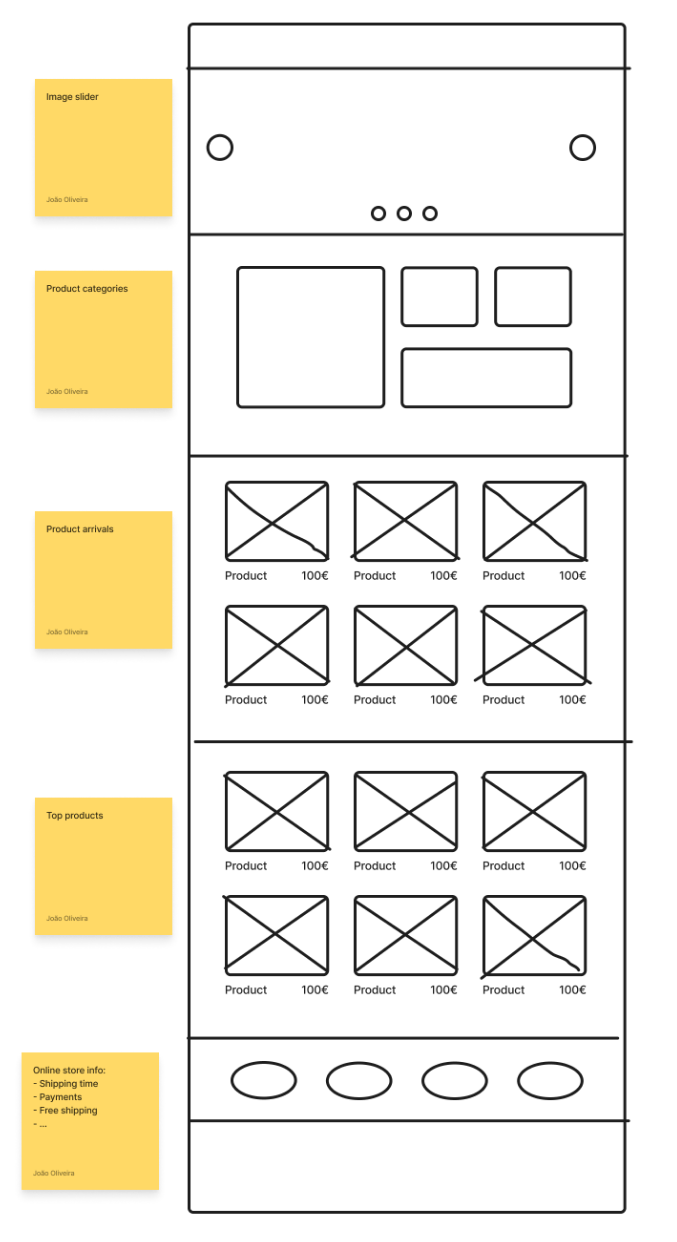 Image slider
João Oliveira
Product categories
João Oliveira
Product arrivals
João Oliveira
Product 100€ Product 100€ Product 100€
Product 100€ Product 100€ Product 100€
Top products
João Oliveira
Product 100€ Product 100€ Product 100€
Product 100€ Product 100€ Product 100€
Online store info:
- Shipping time
- Payments
- Free shipping
- ...
João Oliveira